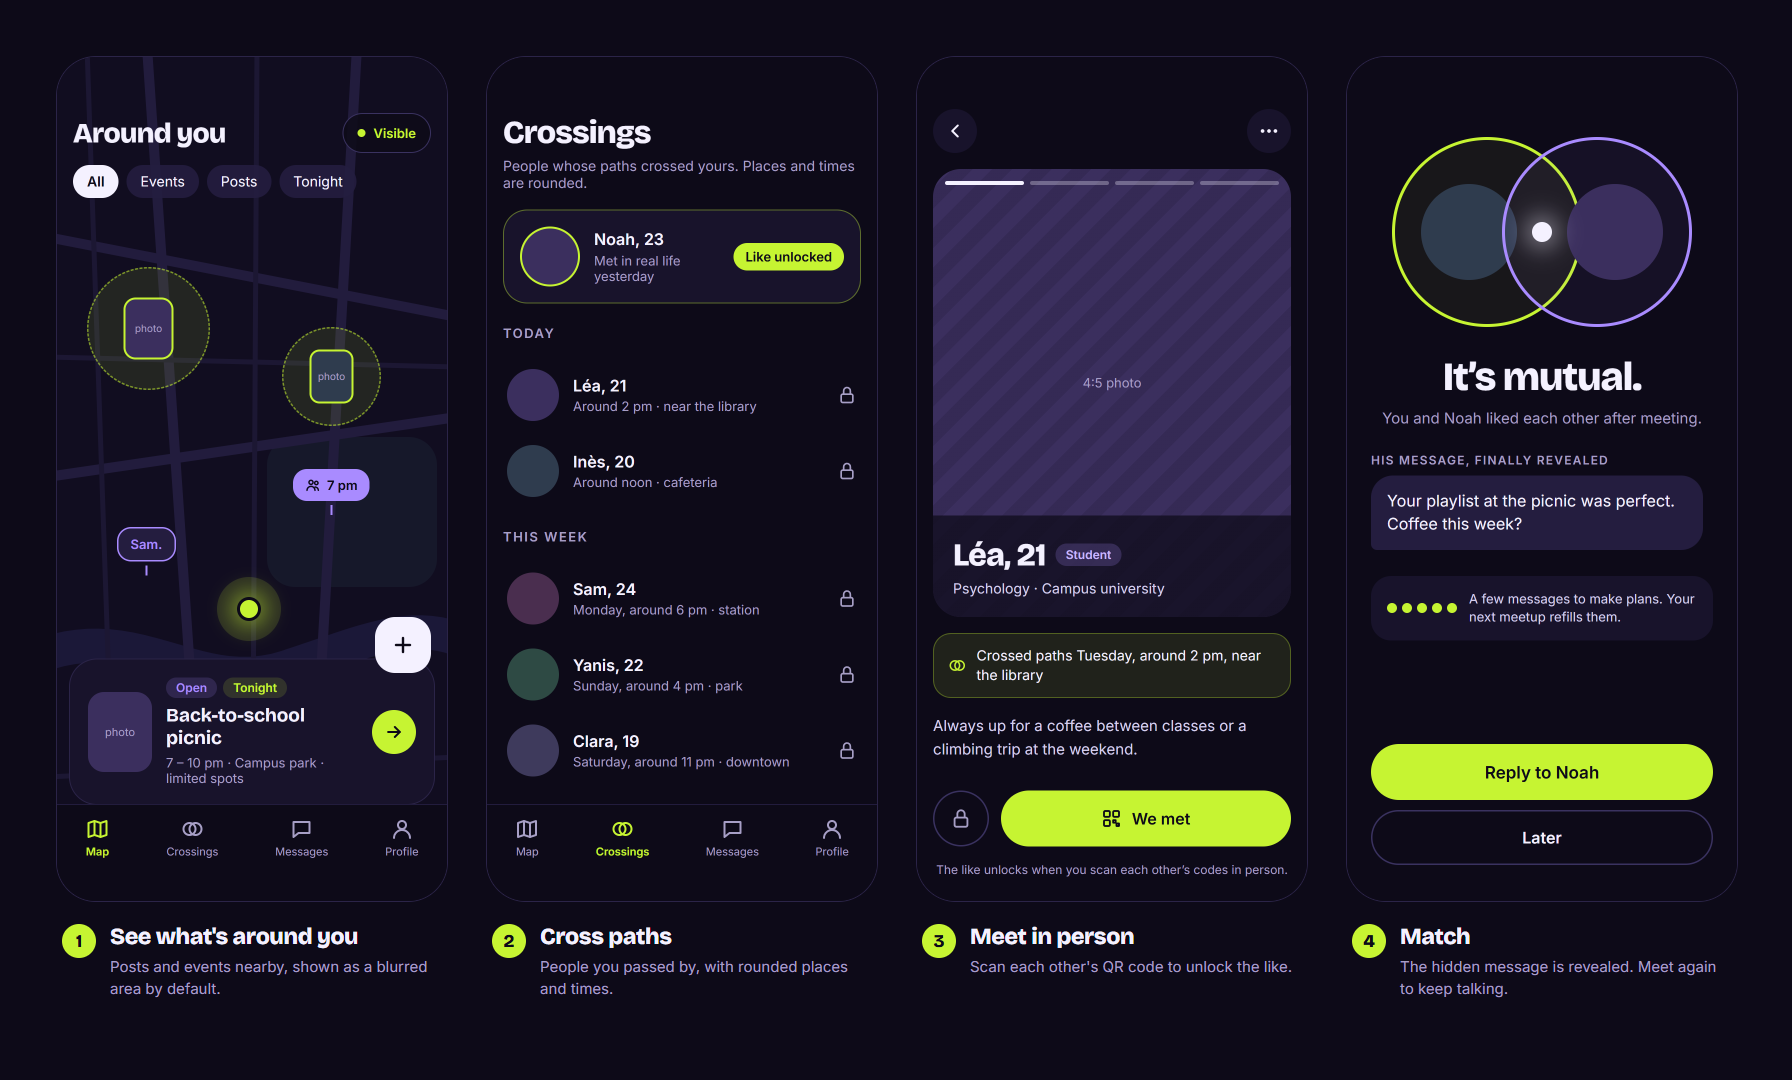 Around you
Visible
All
Events
Posts
Tonight
photo
photo
7 pm
Sam.
Open
Tonight
photo
Back-to-school
picnic
7 – 10 pm · Campus park ·
limited spots
Map
Crossings
Messages
Profile
1
See what's around you
Posts and events nearby, shown as a blurred
area by default.
Crossings
People whose paths crossed yours. Places and times
are rounded.
Noah, 23
Met in real life
yesterday
Like unlocked
TODAY
Léa, 21
Around 2 pm · near the library
Inès, 20
Around noon · cafeteria
THIS WEEK
Sam, 24
Monday, around 6 pm · station
Yanis, 22
Sunday, around 4 pm · park
Clara, 19
Saturday, around 11 pm · downtown
Map
Crossings
Messages
Profile
2
Cross paths
People you passed by, with rounded places
and times.
4:5 photo
Léa, 21
Student
Psychology · Campus university
Crossed paths Tuesday, around 2 pm, near
the library
Always up for a coffee between classes or a
climbing trip at the weekend.
We met
The like unlocks when you scan each other’s codes in person.
3
Meet in person
Scan each other's QR code to unlock the like.
It’s mutual.
You and Noah liked each other after meeting.
HIS MESSAGE, FINALLY REVEALED
Your playlist at the picnic was perfect.
Coffee this week?
A few messages to make plans. Your
next meetup refills them.
Reply to Noah
Later
4
Match
The hidden message is revealed. Meet again
to keep talking.